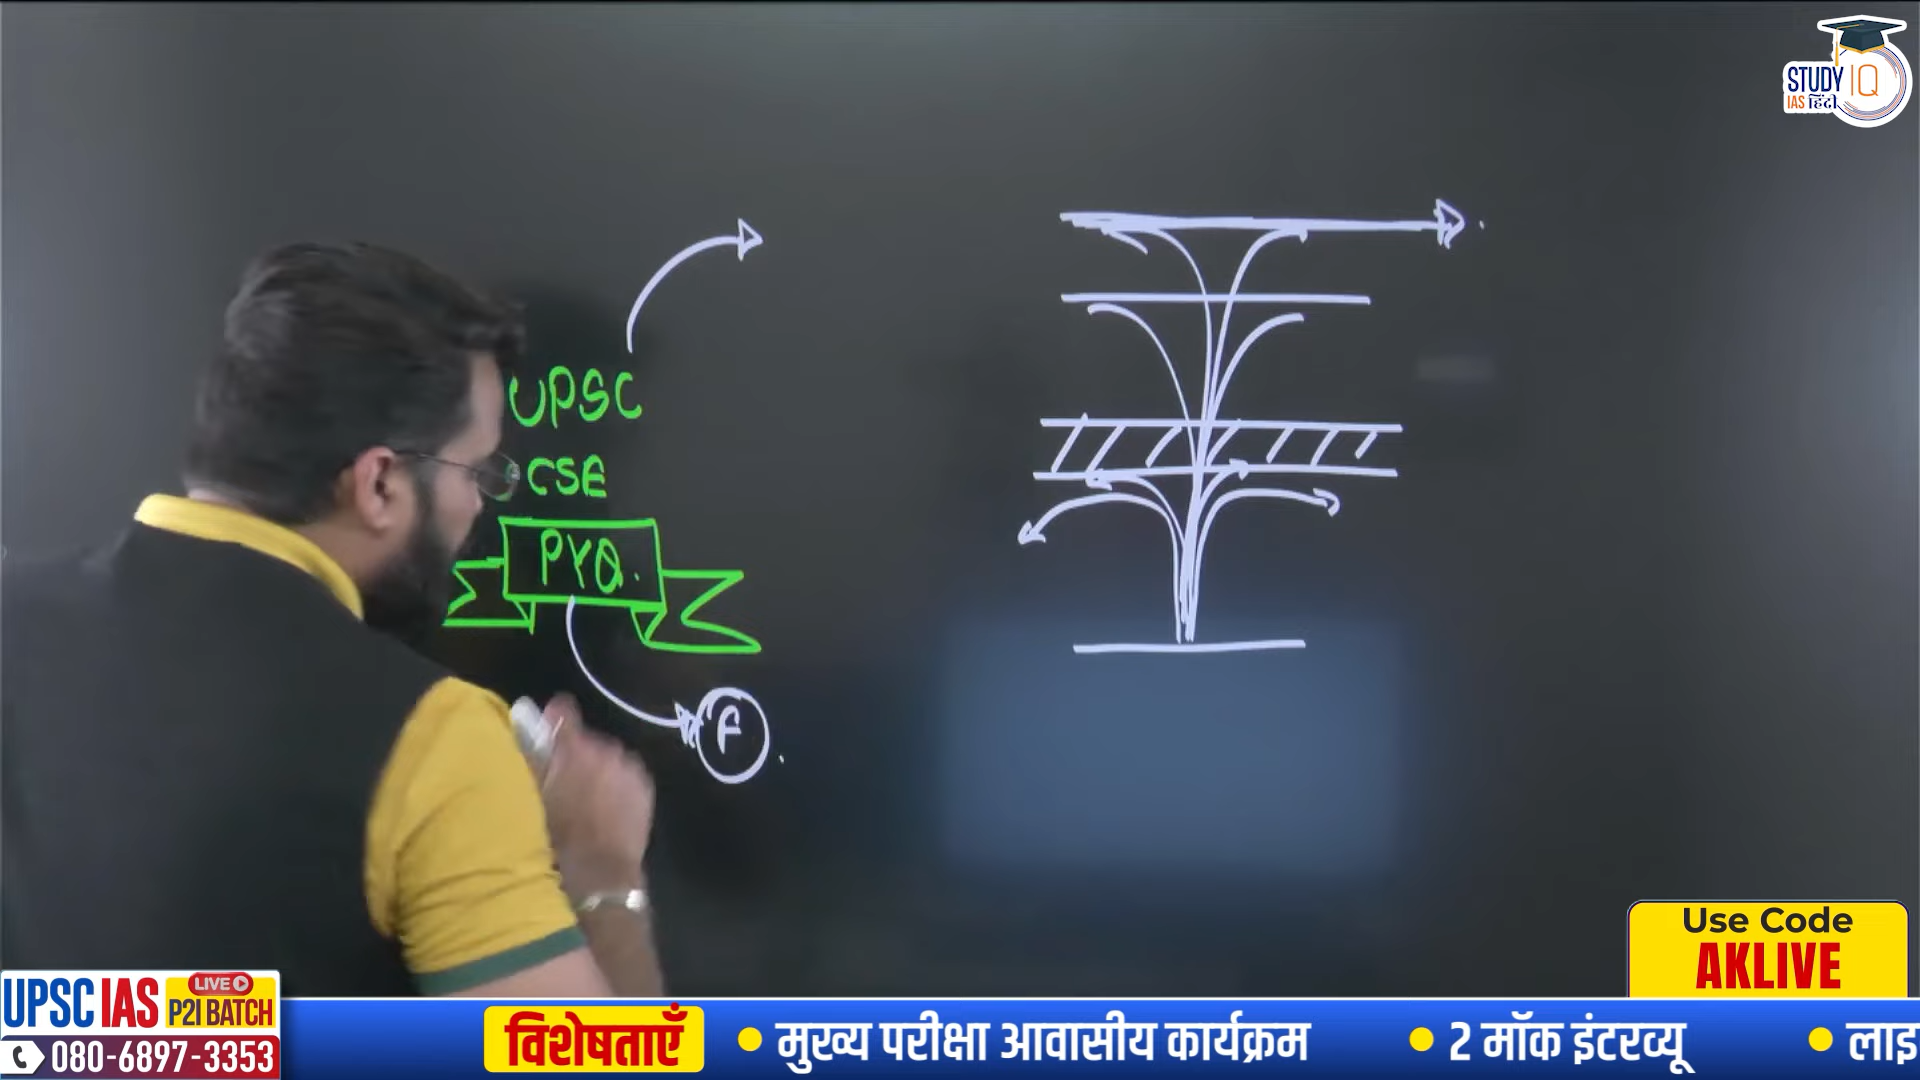 STUDY IQ
IAS हिंदी
UPSC
CSE
PYQ.
F
Use Code
AKLIVE
UPSC IAS LIVE
P2I BATCH
080-6897-3353
विशेषताएँ
मुख्य परीक्षा आवासीय कार्यक्रम
2 मॉक इंटरव्यू
लाइ